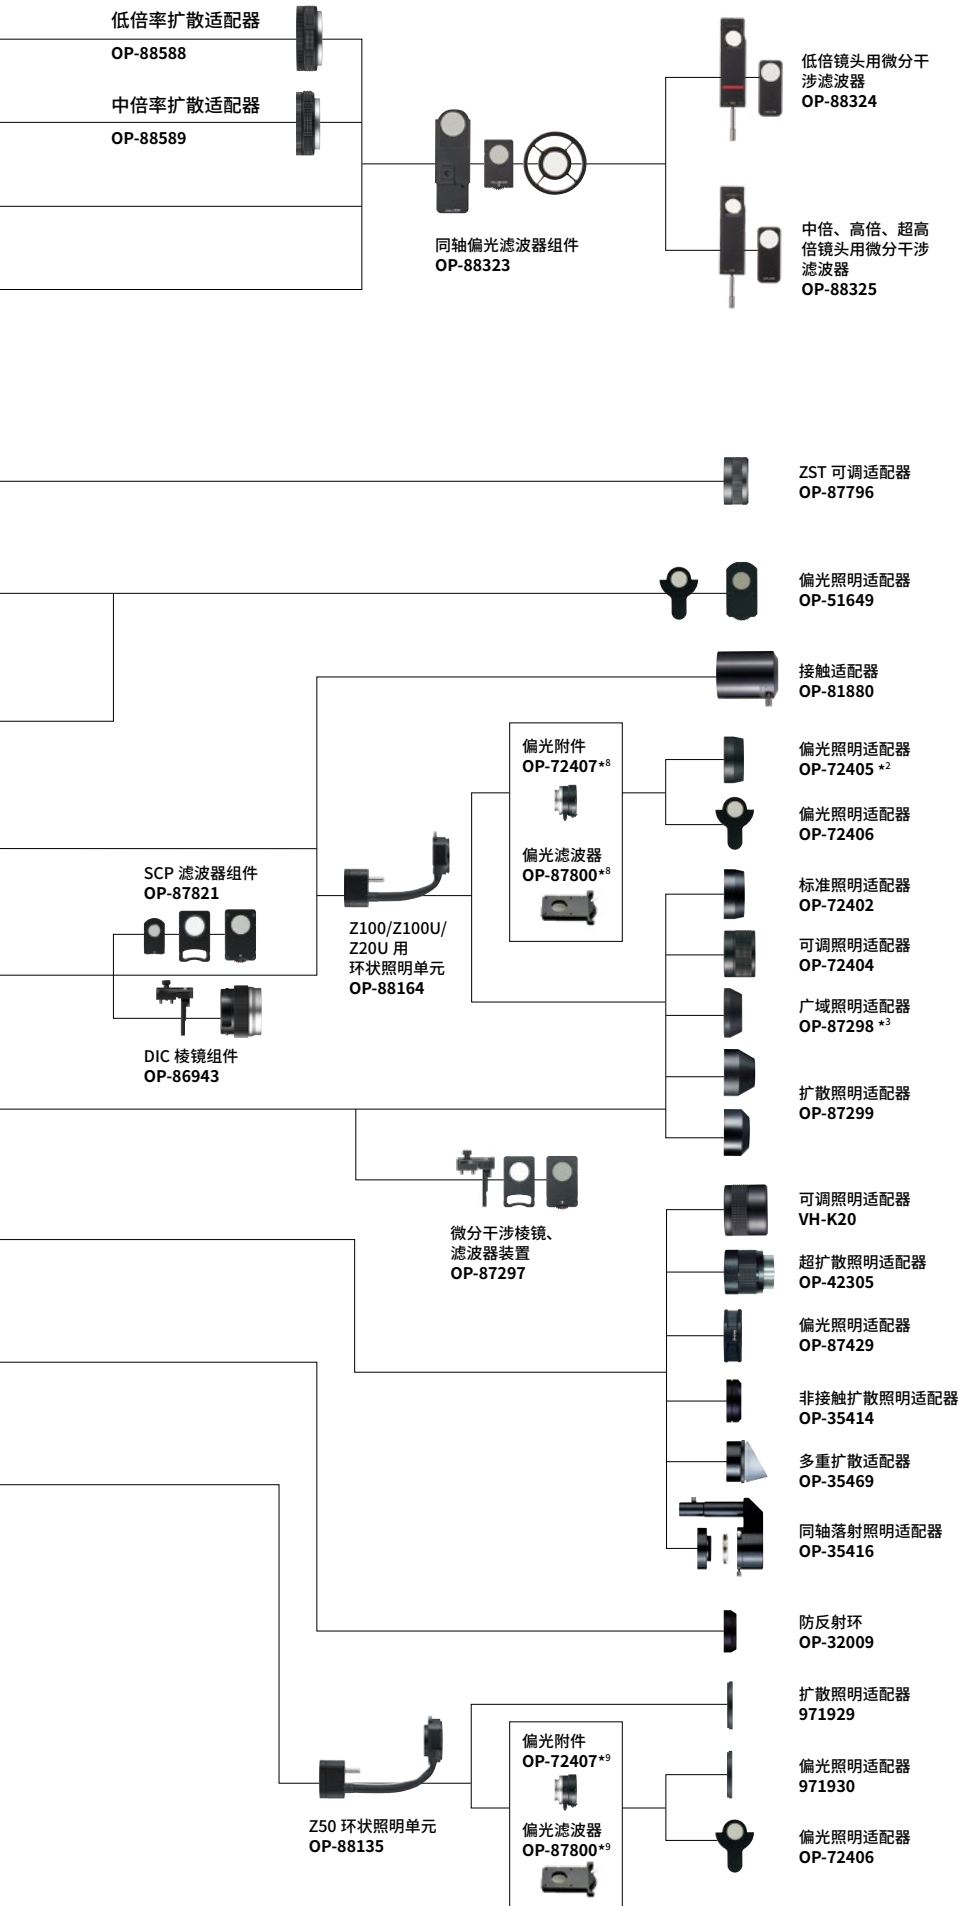 低倍率扩散适配器
OP-88588
中倍率扩散适配器
OP-88589
同轴偏光滤波器组件
OP-88323
低倍镜头用微分干
涉滤波器
OP-88324
中倍、高倍、超高
倍镜头用微分干涉
滤波器
OP-88325
ZST 可调适配器
OP-87796
偏光照明适配器
OP-51649
接触适配器
OP-81880
偏光附件
OP-72407*8
偏光滤波器
OP-87800*8
偏光照明适配器
OP-72405 *2
偏光照明适配器
OP-72406
SCP 滤波器组件
OP-87821
Z100/Z100U/
Z20U 用
环状照明单元
OP-88164
标准照明适配器
OP-72402
可调照明适配器
OP-72404
广域照明适配器
OP-87298 *3
DIC 棱镜组件
OP-86943
扩散照明适配器
OP-87299
微分干涉棱镜、
滤波器装置
OP-87297
可调照明适配器
VH-K20
超扩散照明适配器
OP-42305
偏光照明适配器
OP-87429
非接触扩散照明适配器
OP-35414
多重扩散适配器
OP-35469
同轴落射照明适配器
OP-35416
防反射环
OP-32009
扩散照明适配器
971929
偏光附件
OP-72407*9
偏光滤波器
OP-87800*9
偏光照明适配器
971930
Z50 环状照明单元
OP-88135
偏光照明适配器
OP-72406